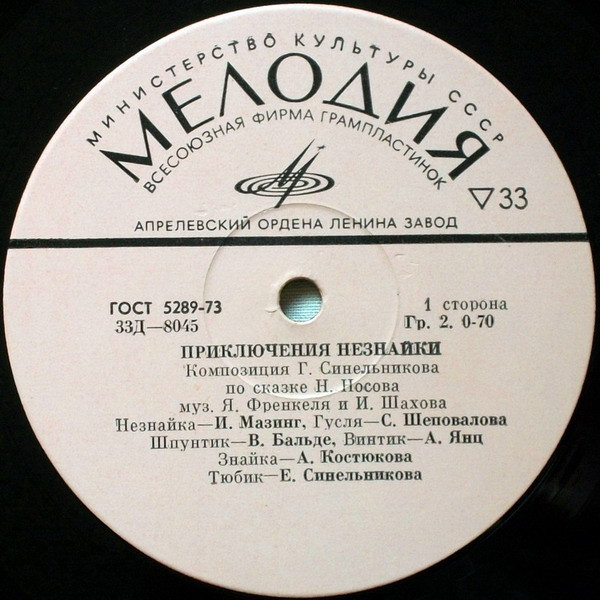 МИНИСТЕРСТВО КУЛЬТУРЫ СССР
МЕЛОДИЯ
ВСЕСОЮЗНАЯ ФИРМА ГРАМПЛАСТИНОК
33
АПРЕЛЕВСКИЙ ОРДЕНА ЛЕНИНА ЗАВОД
ГОСТ 5289-73 1 сторона
33Д—8045 Гр. 2. 0-70
ПРИКЛЮЧЕНИЯ НЕЗНАЙКИ
Композиция Г. Синельникова
по сказке Н. Носова
муз. Я. Френкеля и И. Шахова
Незнайка—И. Мазинг, Гусля—С. Шеповалова
Шпунтик—В. Бальде, Винтик—А. Янц
Знайка—А. Костюкова
Тюбик—Е. Синельникова